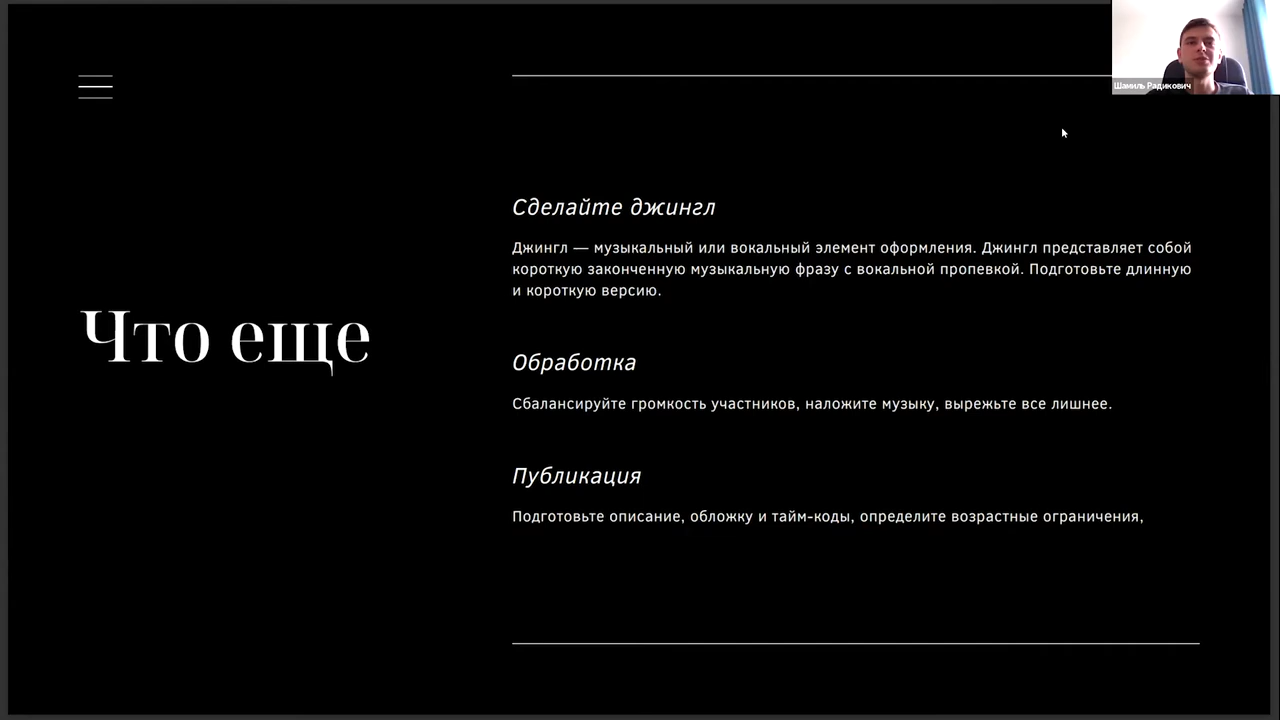 Шамиль Радикович
Что еще
Сделайте джингл
Джингл — музыкальный или вокальный элемент оформления. Джингл представляет собой
короткую законченную музыкальную фразу с вокальной пропевкой. Подготовьте длинную
и короткую версию.
Обработка
Сбалансируйте громкость участников, наложите музыку, вырежьте все лишнее.
Публикация
Подготовьте описание, обложку и тайм-коды, определите возрастные ограничения,